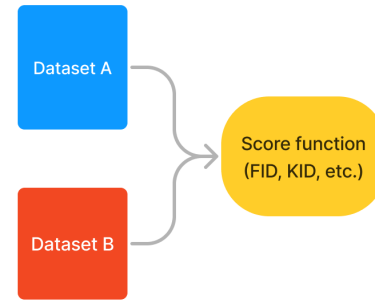 Dataset A
Score function
(FID, KID, etc.)
Dataset B